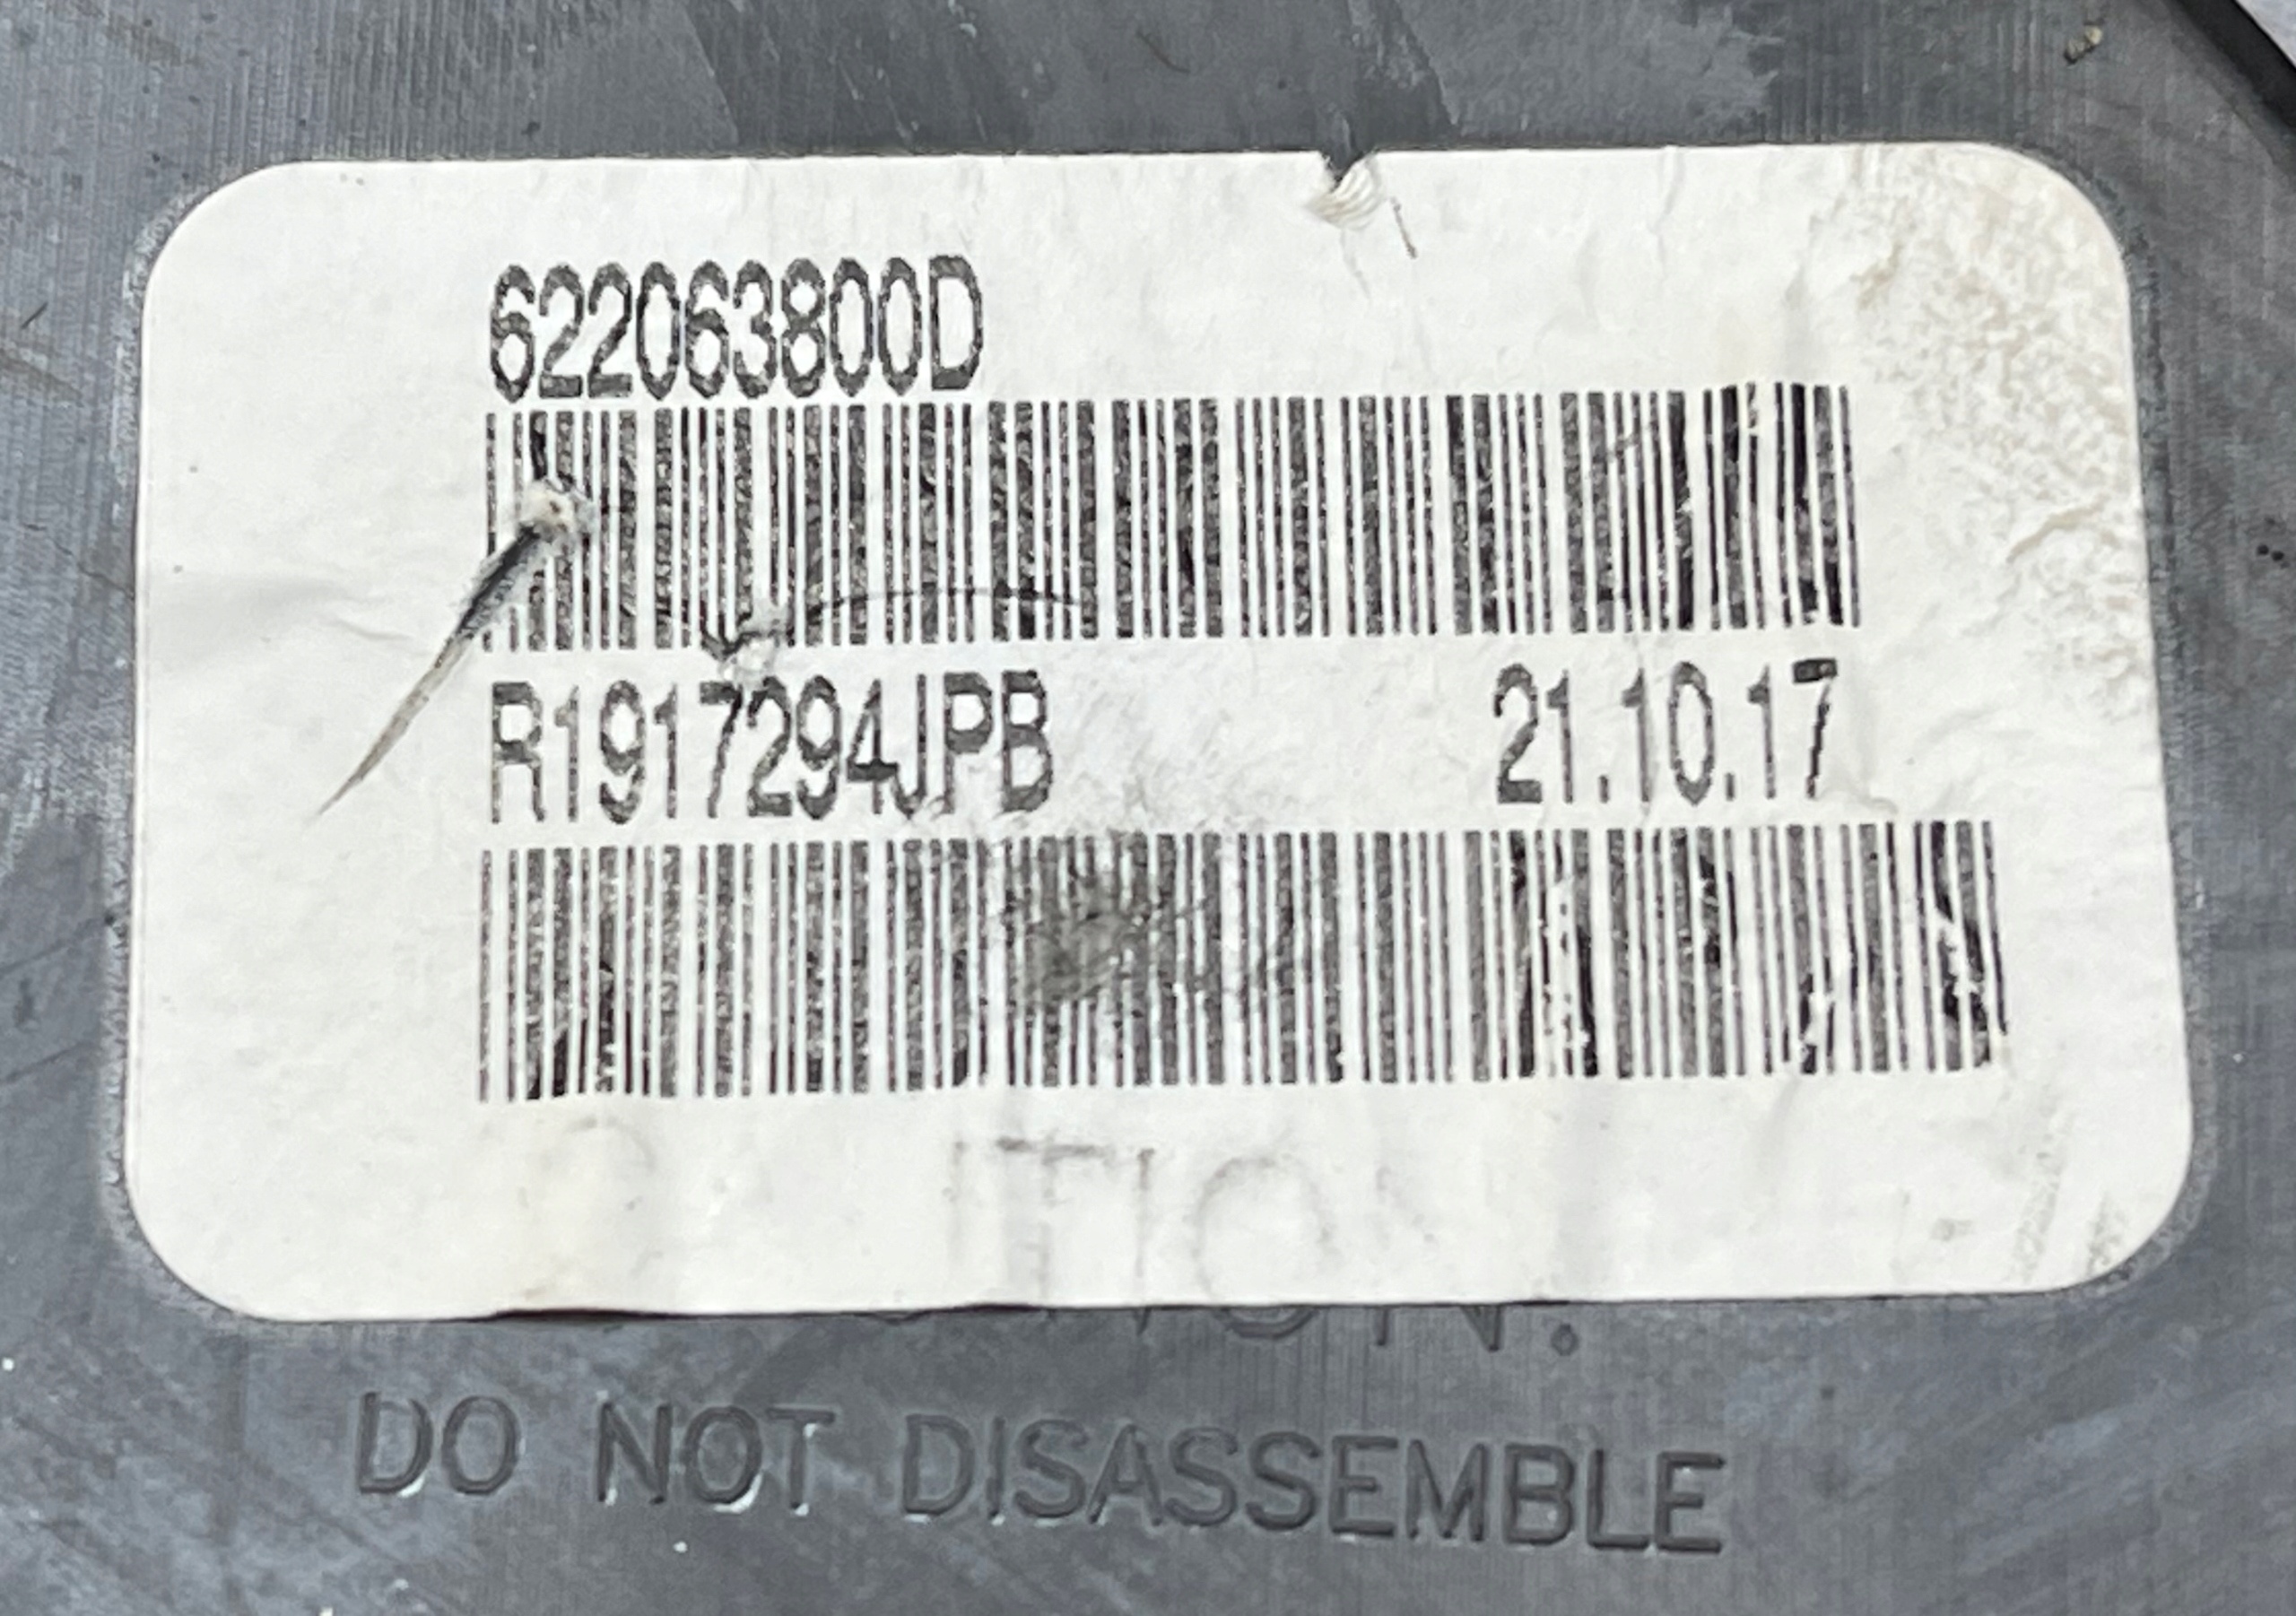 622063800D
R1917294JPB 21.10.17
DO NOT DISASSEMBLE